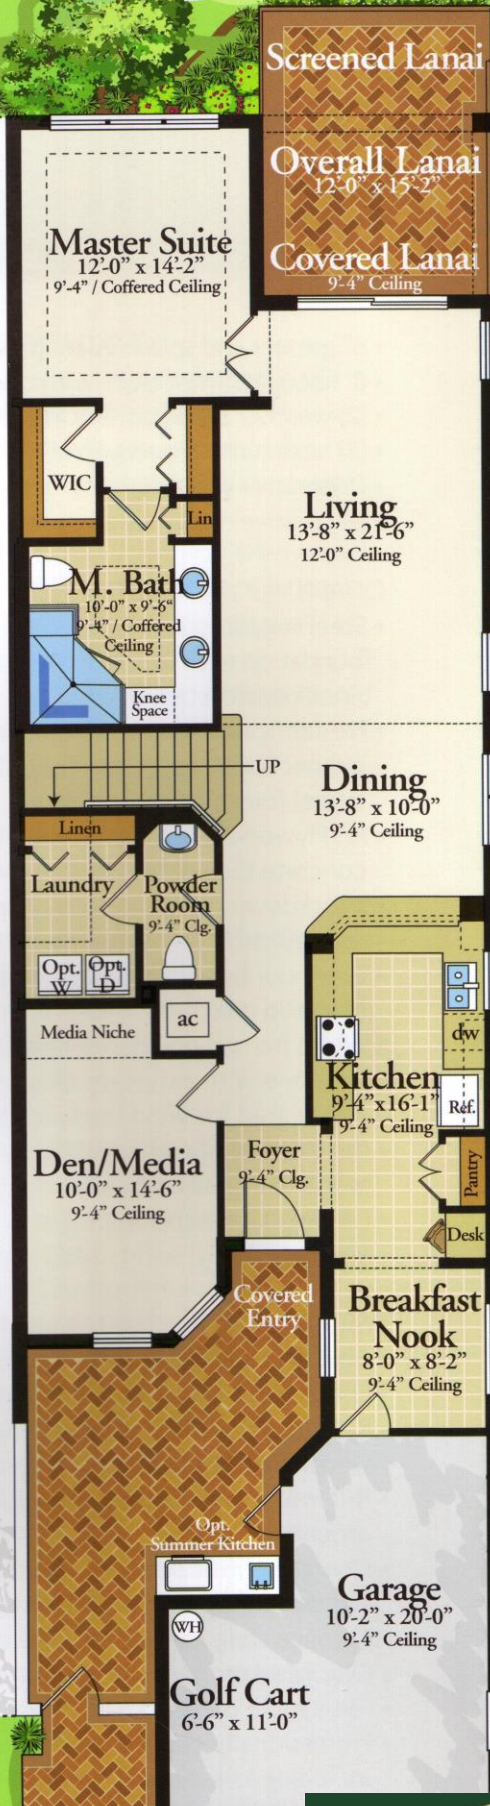 Screened Lanai
Overall Lanai
12'-0" x 15'-2"
Covered Lanai
9'-4" Ceiling
Master Suite
12'-0" x 14'-2"
9'-4" / Coffered Ceiling
WIC
Lin
Living
13'-8" x 21'-6"
12'-0" Ceiling
M. Bath
10'-0" x 9'-6"
9'-4" / Coffered
Ceiling
Knee
Space
UP
Dining
13'-8" x 10'-0"
9'-4" Ceiling
Linen
Laundry
Powder
Room
9'-4" Clg.
Opt.
W
Opt.
D
ac
Media Niche
dw
Kitchen
9'-4"x16'-1"
9'-4" Ceiling
Ref.
Pantry
Desk
Foyer
9'-4" Clg.
Den/Media
10'-0" x 14'-6"
9'-4" Ceiling
Covered
Entry
Breakfast
Nook
8'-0" x 8'-2"
9'-4" Ceiling
Opt.
Summer Kitchen
Garage
10'-2" x 20'-0"
9'-4" Ceiling
WH
Golf Cart
6'-6" x 11'-0"